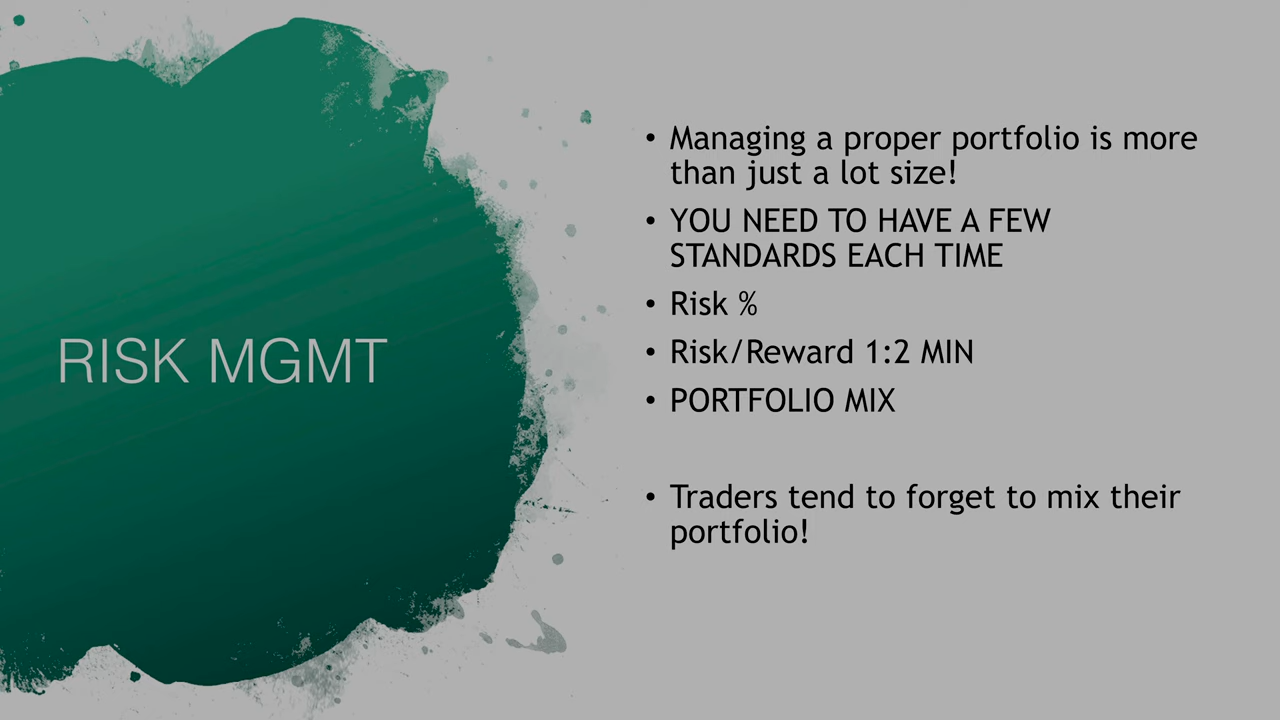 RISK MGMT
• Managing a proper portfolio is more
than just a lot size!
• YOU NEED TO HAVE A FEW
STANDARDS EACH TIME
• Risk %
• Risk/Reward 1:2 MIN
• PORTFOLIO MIX
• Traders tend to forget to mix their
portfolio!